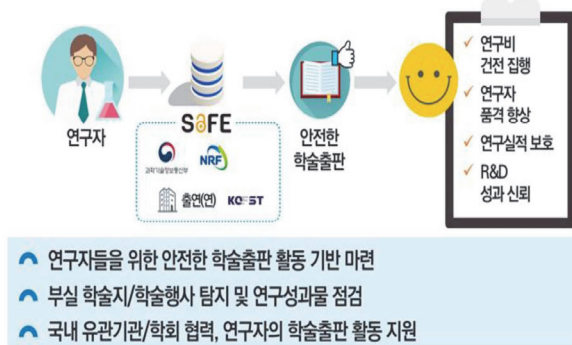 연구자
SAFE
과학기술정보통신부
NRF
출연(연)
KOFST
안전한
학술출판
✓ 연구비
건전 집행
✓ 연구자
품격 향상
✓ 연구실적 보호
✓ R&D
성과 신뢰
연구자들을 위한 안전한 학술출판 활동 기반 마련
부실 학술지/학술행사 탐지 및 연구성과물 점검
국내 유관기관/학회 협력, 연구자의 학술출판 활동 지원